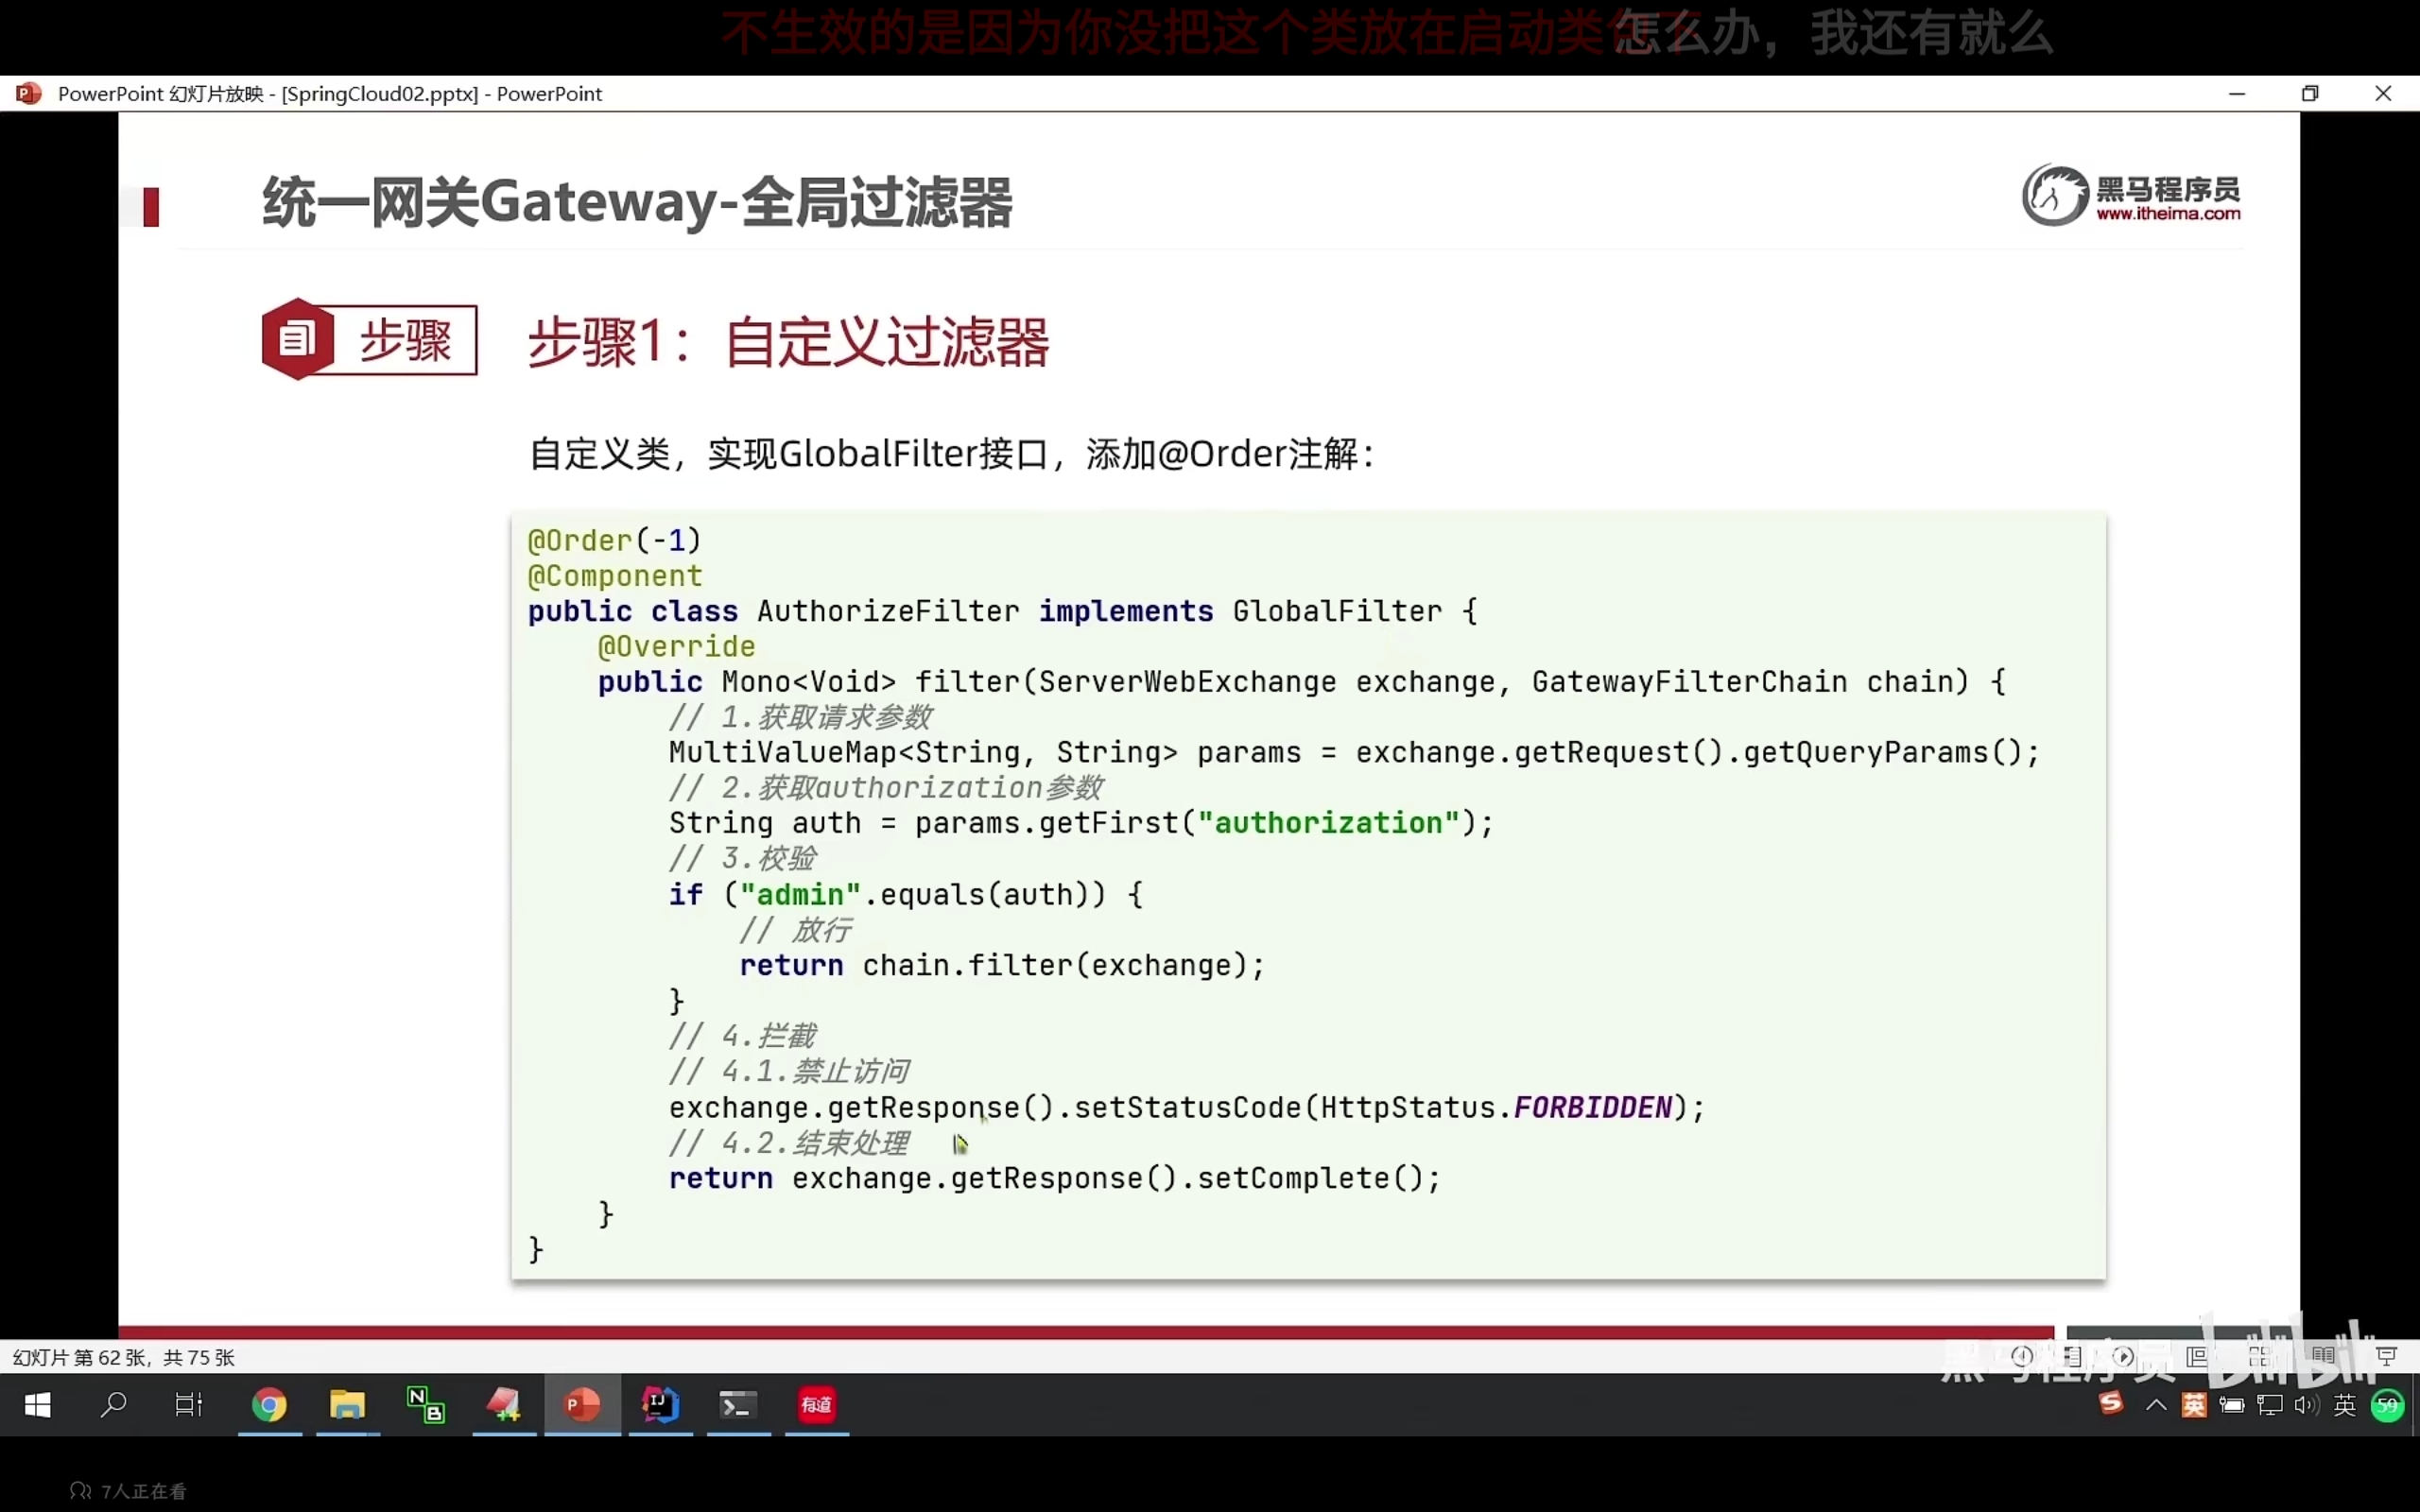 不生效的是因为你没把这个类放在启动类包下
怎么办，我还有就么
PowerPoint 幻灯片放映 - [SpringCloud02.pptx] - PowerPoint
统一网关Gateway-全局过滤器
黑马程序员
www.itheima.com
步骤
步骤1：自定义过滤器
自定义类，实现GlobalFilter接口，添加@Order注解：
@Order(-1)
@Component
public class AuthorizeFilter implements GlobalFilter {
@Override
public Mono<Void> filter(ServerWebExchange exchange, GatewayFilterChain chain) {
// 1.获取请求参数
MultiValueMap<String, String> params = exchange.getRequest().getQueryParams();
// 2.获取authorization参数
String auth = params.getFirst("authorization");
// 3.校验
if ("admin".equals(auth)) {
// 放行
return chain.filter(exchange);
}
// 4.拦截
// 4.1.禁止访问
exchange.getResponse().setStatusCode(HttpStatus.FORBIDDEN);
// 4.2.结束处理
return exchange.getResponse().setComplete();
}
}
幻灯片 第 62 张，共 75 张
黑马程序员
bilibili
有道
英
英
59
7人正在看